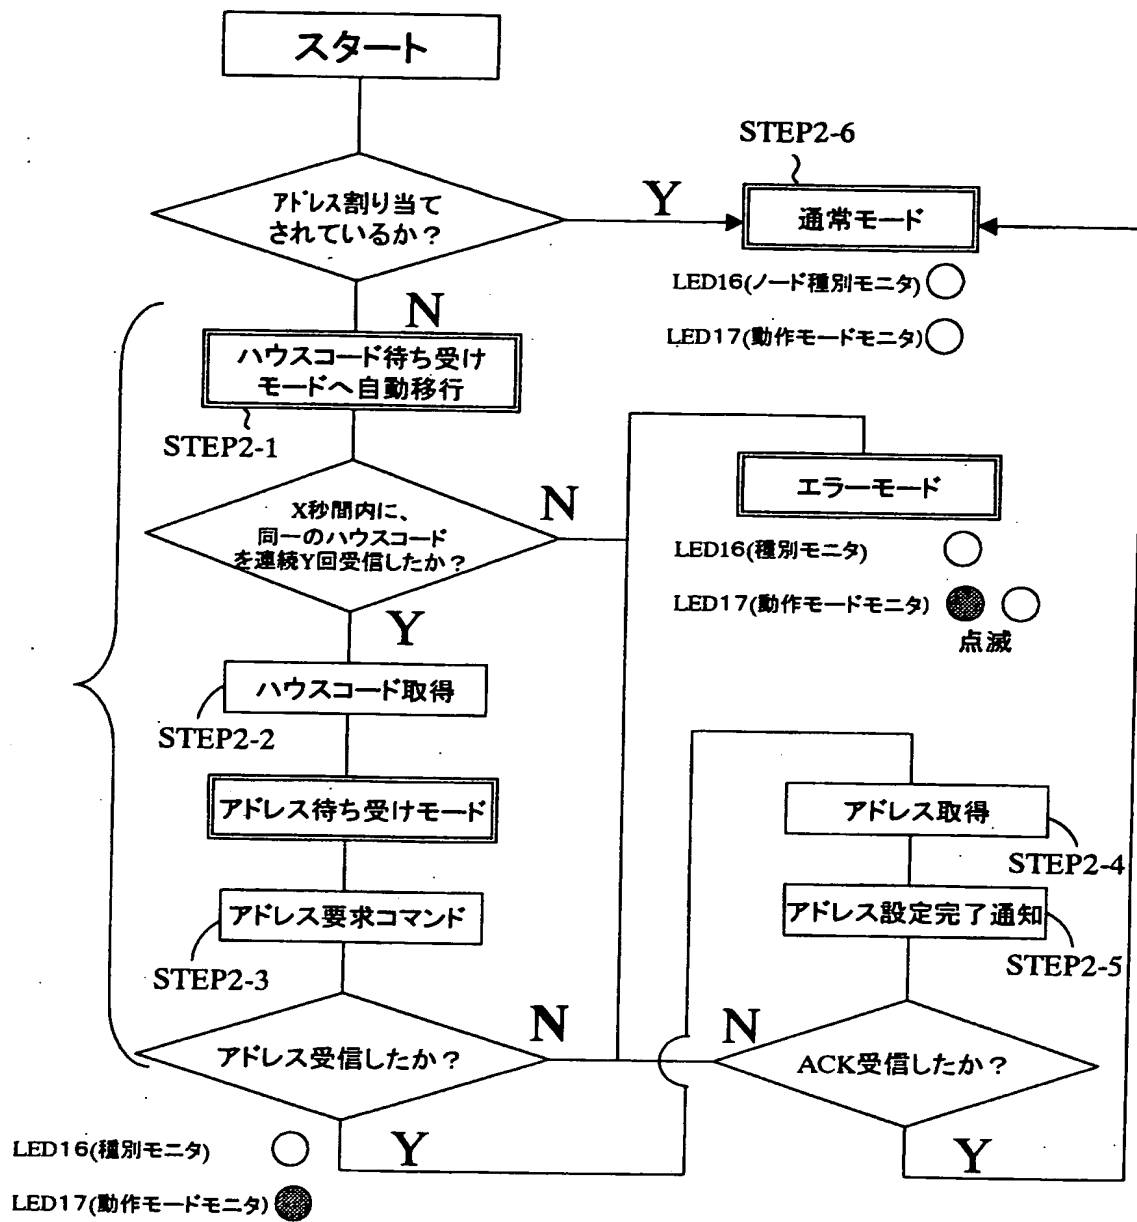 スタート
STEP2-6
アドレス割り当て
されているか？
Y
通常モード
LED16(ノード種別モニタ)
N
LED17(動作モードモニタ)
ハウスコード待ち受け
モードへ自動移行
STEP2-1
エラーモード
X秒間内に、
同一のハウスコード
を連続Y回受信したか？
N
LED16(種別モニタ)
LED17(動作モードモニタ)
点滅
Y
ハウスコード取得
STEP2-2
アドレス待ち受けモード
アドレス取得
STEP2-4
アドレス要求コマンド
アドレス設定完了通知
STEP2-3
STEP2-5
N
N
アドレス受信したか？
ACK受信したか？
Y
Y
LED16(種別モニタ)
LED17(動作モードモニタ)